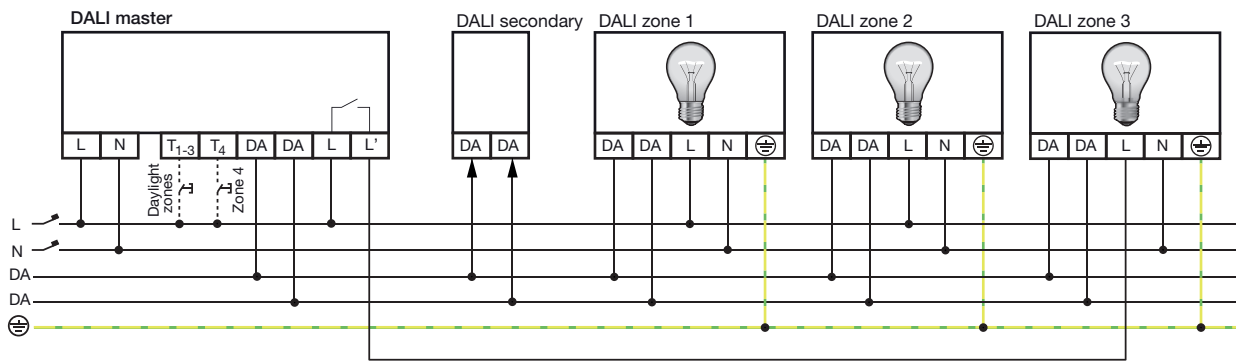 DALI master
DALI secondary
DALI zone 1
DALI zone 2
DALI zone 3
L N T1-3 T4 DA DA L L'
DA DA
DA DA L N
DA DA L N
DA DA L N
Daylight
zones
Zone 4
L
N
DA
DA